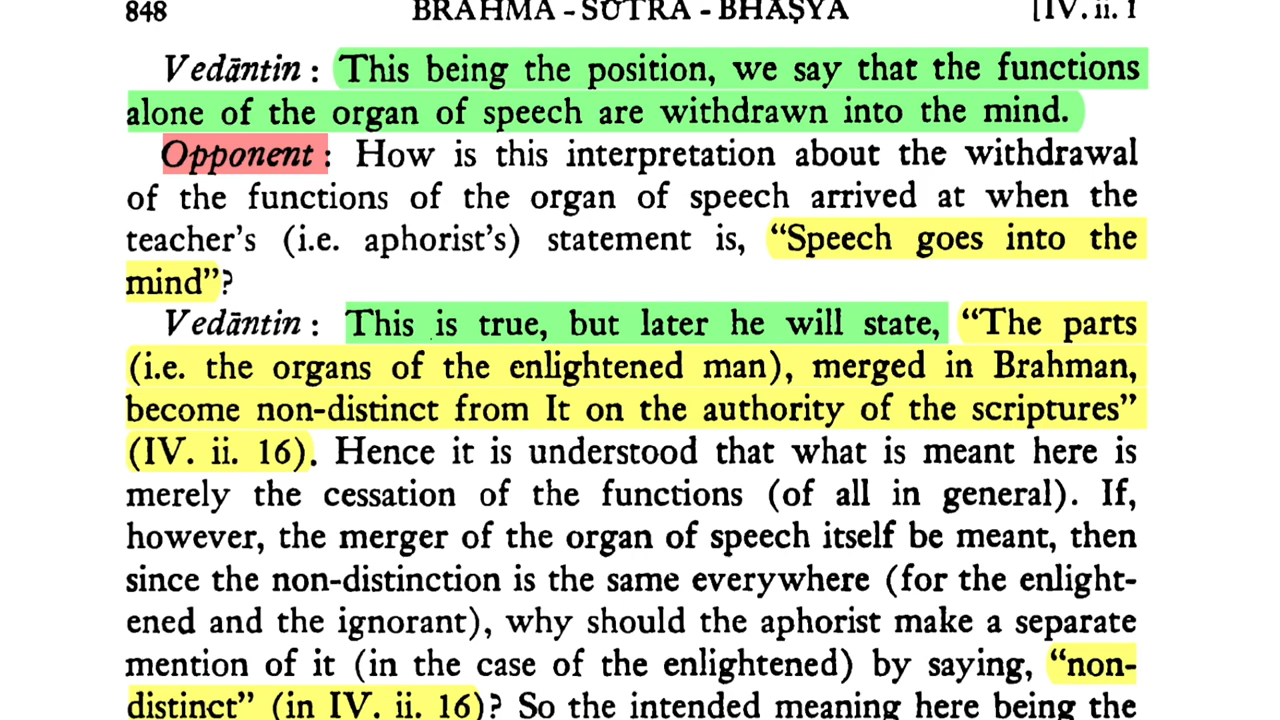 848 BRAHMA-SŪTRA-BHĀṢYA [IV. ii. 1
Vedāntin: This being the position, we say that the functions
alone of the organ of speech are withdrawn into the mind.
Opponent: How is this interpretation about the withdrawal
of the functions of the organ of speech arrived at when the
teacher's (i.e. aphorist's) statement is, “Speech goes into the
mind”?
Vedāntin: This is true, but later he will state, “The parts
(i.e. the organs of the enlightened man), merged in Brahman,
become non-distinct from It on the authority of the scriptures”
(IV. ii. 16). Hence it is understood that what is meant here is
merely the cessation of the functions (of all in general). If,
however, the merger of the organ of speech itself be meant, then
since the non-distinction is the same everywhere (for the enlight-
ened and the ignorant), why should the aphorist make a separate
mention of it (in the case of the enlightened) by saying, “non-
distinct” (in IV. ii. 16)? So the intended meaning here being the